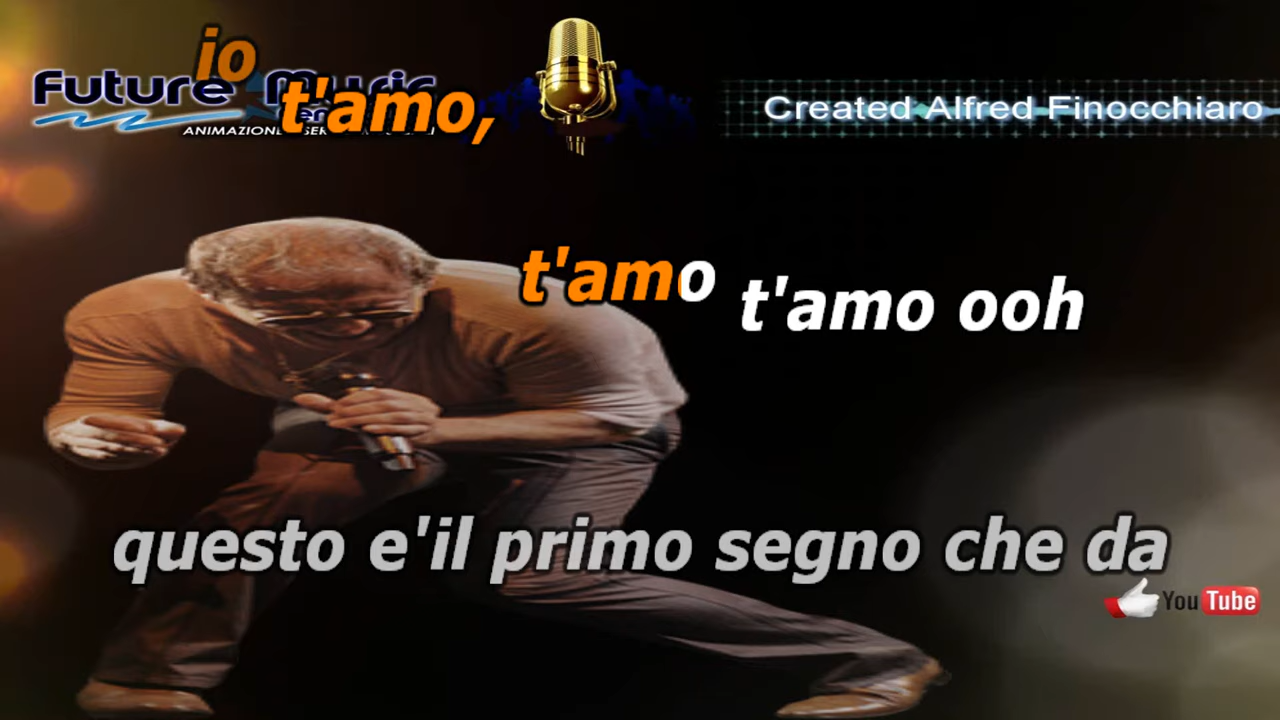 io
Future Music
t'amo,
ANIMAZIONE
Created Alfred Finocchiaro
t'amo
t'amo ooh
questo e'il primo segno che da
You Tube